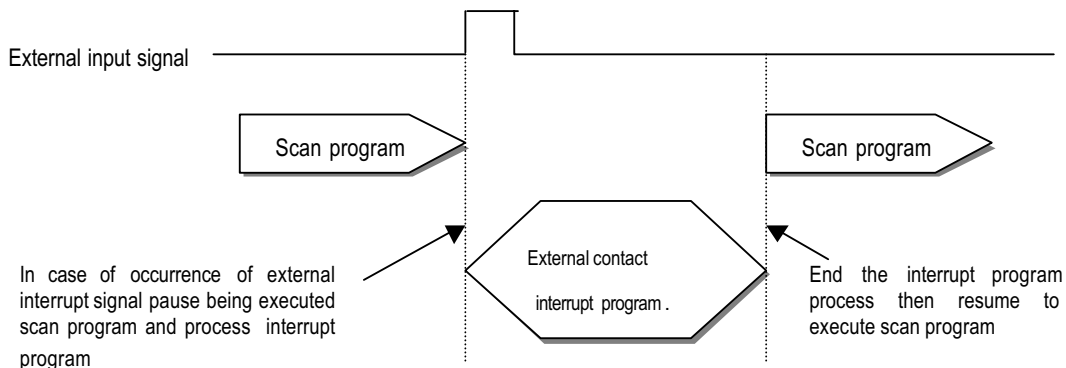 External input signal
Scan program
Scan program
External contact
interrupt program .
In case of occurrence of external
interrupt signal pause being executed
scan program and process interrupt
program
End the interrupt program
process then resume to
execute scan program